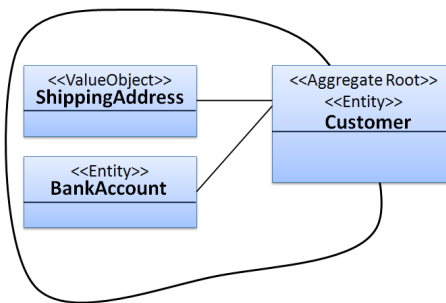 <<ValueObject>>
ShippingAddress
<<Entity>>
BankAccount
<<Aggregate Root>>
<<Entity>>
Customer